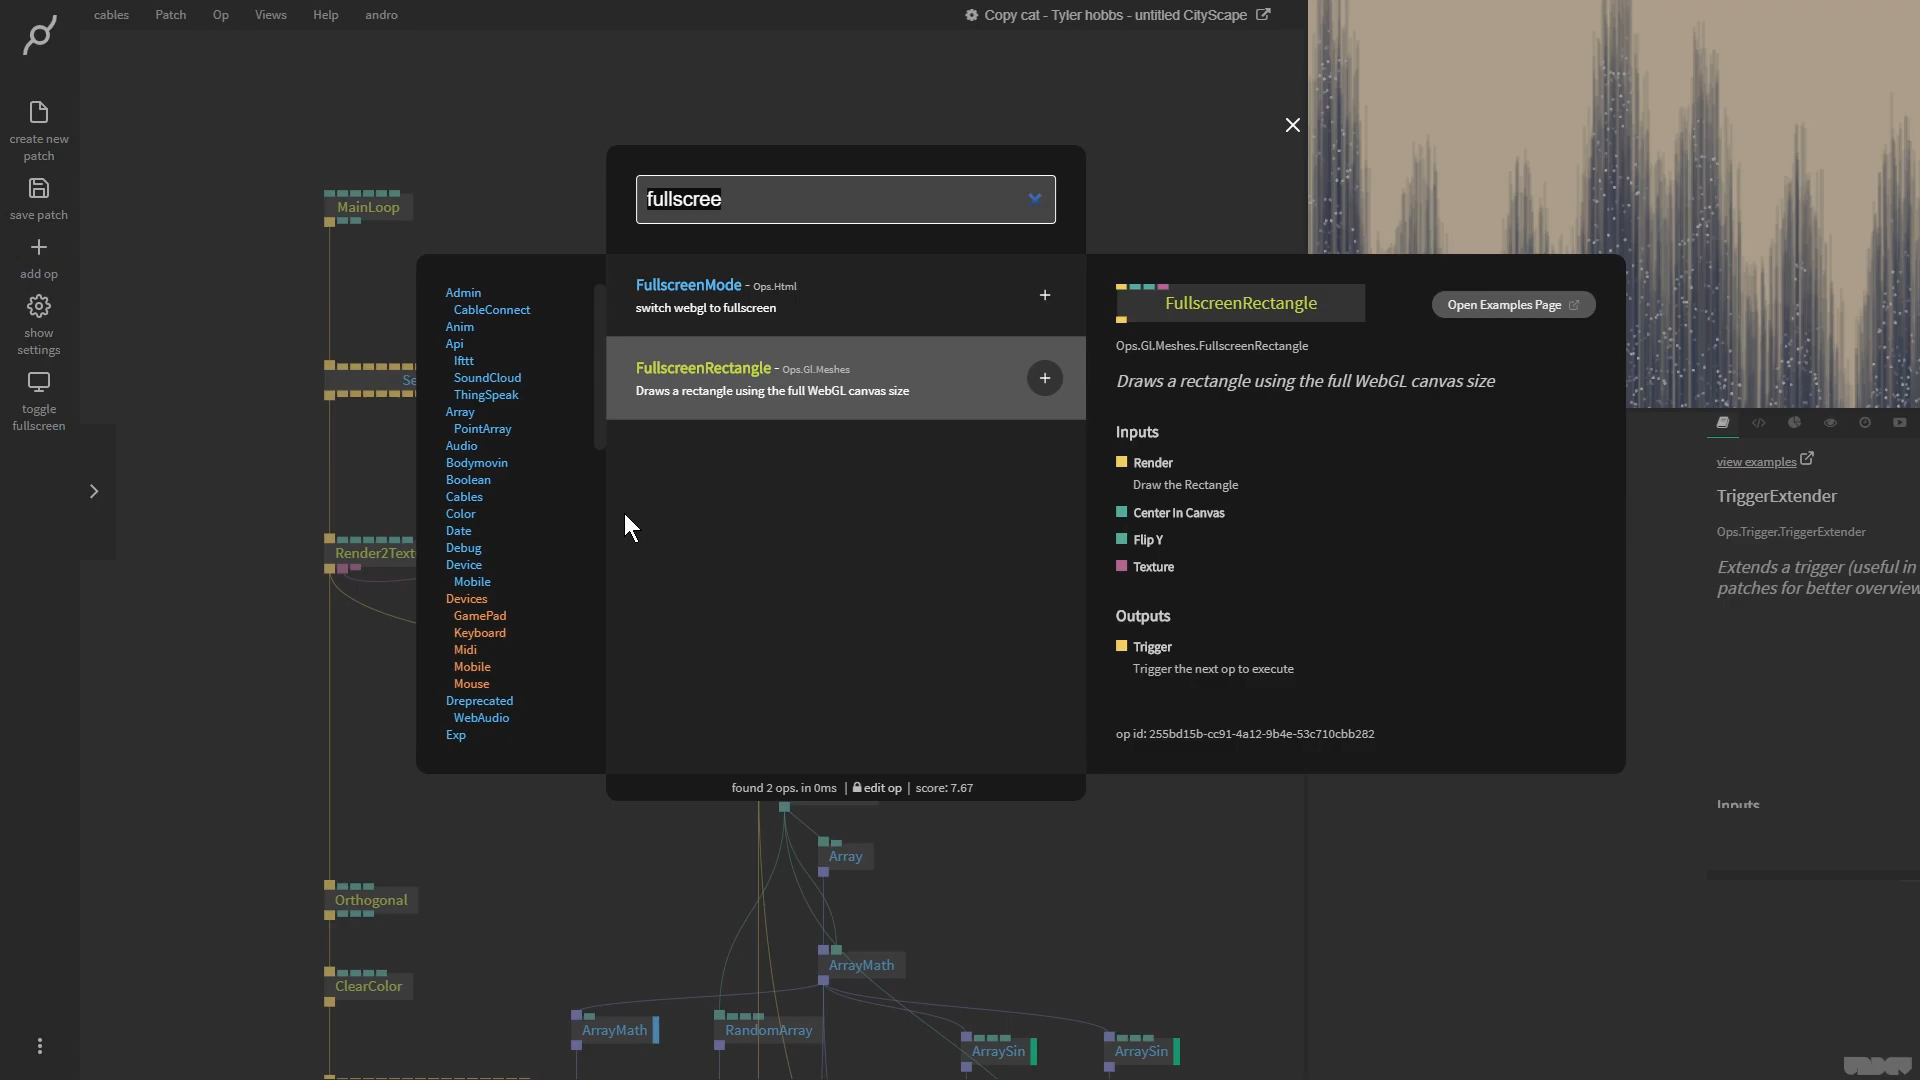 cables Patch Op Views Help andro
Copy cat - Tyler hobbs - untitled CityScape
create new
patch
save patch
add op
show
settings
toggle
fullscreen
MainLoop
Se
Render2Textu
Orthogonal
ClearColor
fullscree
Admin
CableConnect
Anim
Api
Ifttt
SoundCloud
ThingSpeak
Array
PointArray
Audio
Bodymovin
Boolean
Cables
Color
Date
Debug
Device
Mobile
Devices
GamePad
Keyboard
Midi
Mobile
Mouse
Dreprecated
WebAudio
Exp
FullscreenMode - Ops.Html
switch webgl to fullscreen
FullscreenRectangle - Ops.Gl.Meshes
Draws a rectangle using the full WebGL canvas size
found 2 ops. in 0ms | edit op | score: 7.67
FullscreenRectangle
Open Examples Page
Ops.Gl.Meshes.FullscreenRectangle
Draws a rectangle using the full WebGL canvas size
Inputs
Render
Draw the Rectangle
Center In Canvas
Flip Y
Texture
Outputs
Trigger
Trigger the next op to execute
op id: 255bd15b-cc91-4a12-9b4e-53c710cbb282
view examples
TriggerExtender
Ops.Trigger.TriggerExtender
Extends a trigger (useful in
patches for better overview
Inputs
Array
ArrayMath
ArrayMath
RandomArray
ArraySin
ArraySin